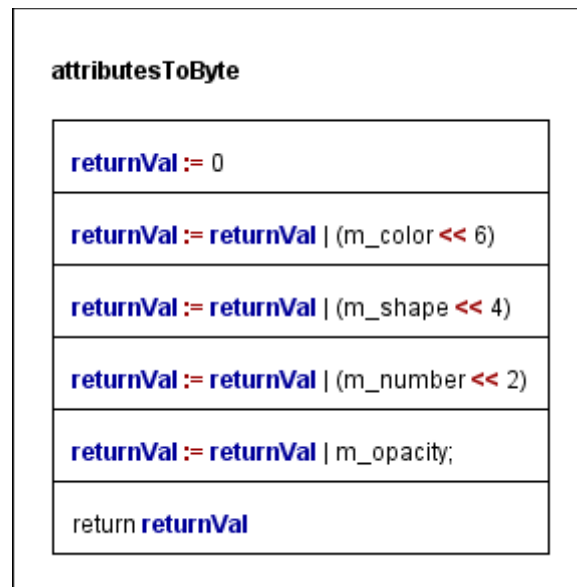 attributesToByte
returnVal := 0
returnVal := returnVal | (m_color << 6)
returnVal := returnVal | (m_shape << 4)
returnVal := returnVal | (m_number << 2)
returnVal := returnVal | m_opacity;
return returnVal